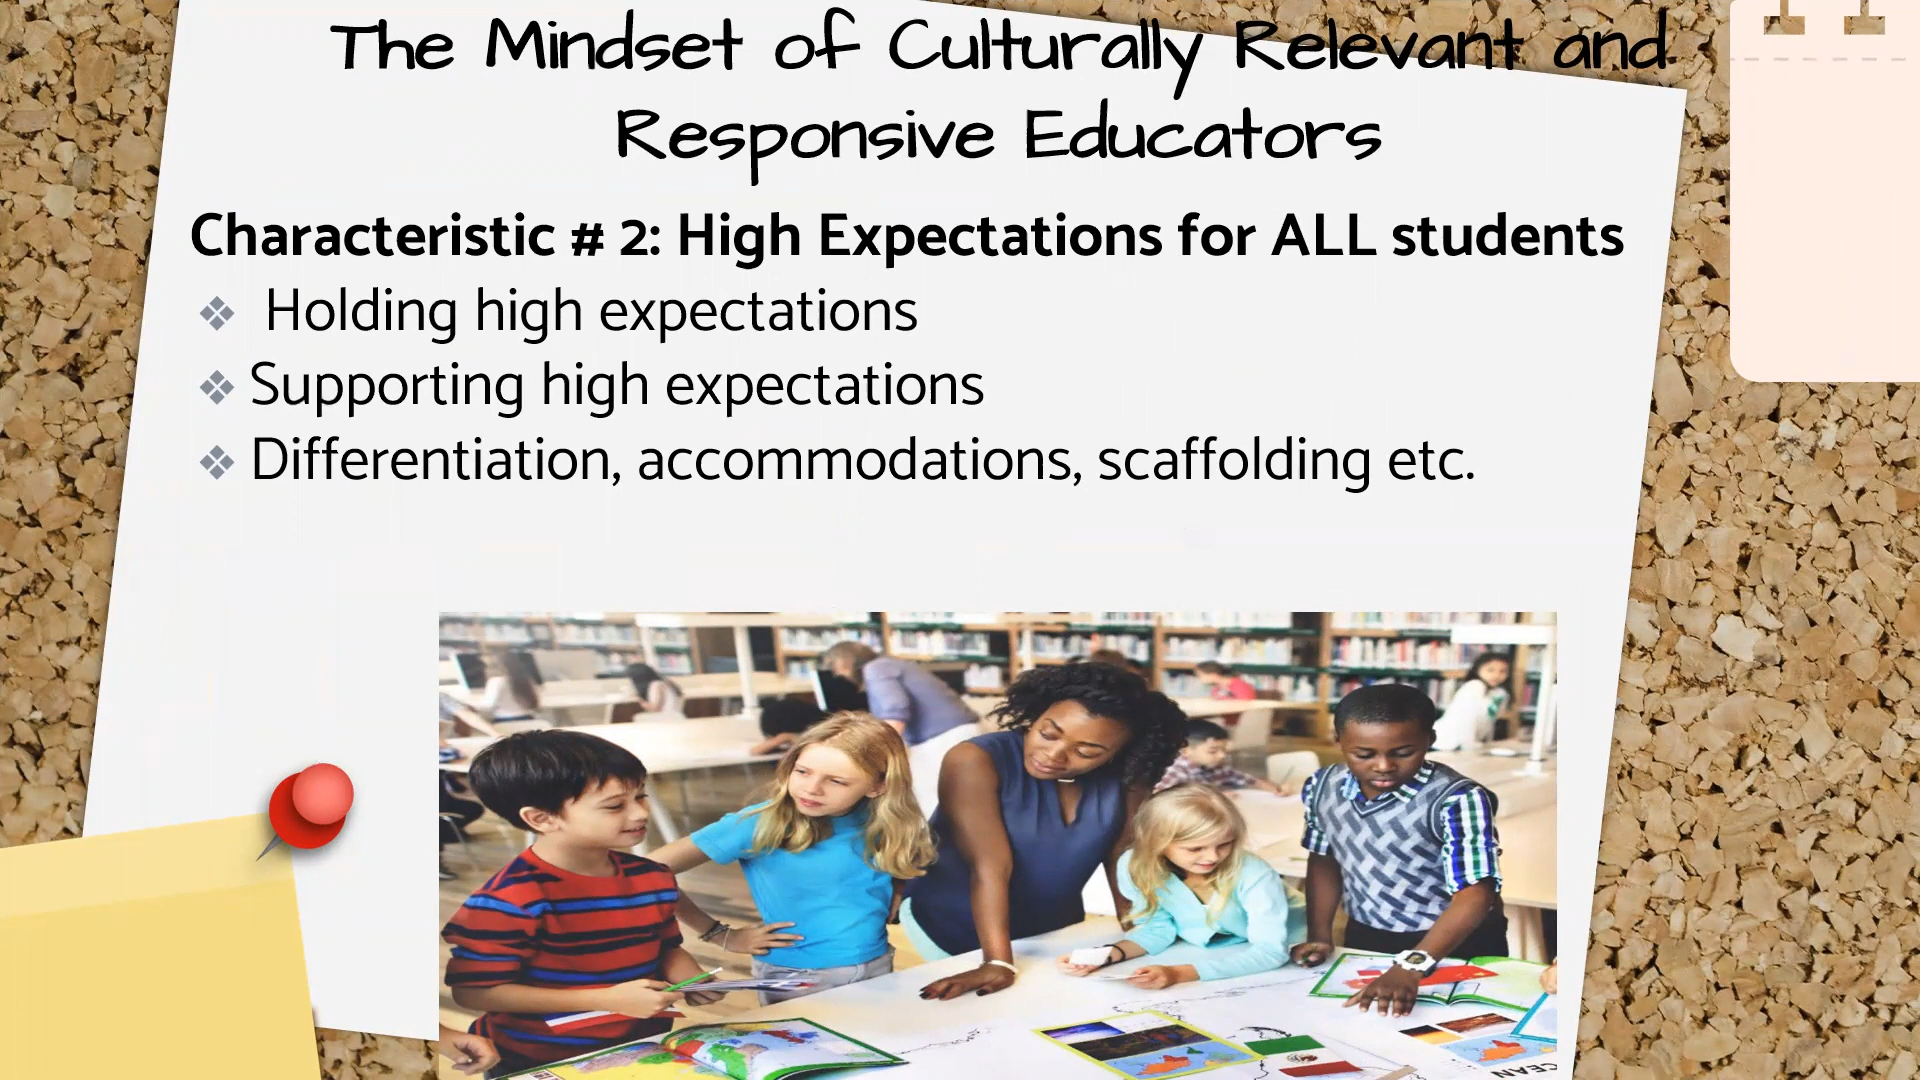 The Mindset of Culturally Relevant and
Responsive Educators
Characteristic # 2: High Expectations for ALL students
Holding high expectations
Supporting high expectations
Differentiation, accommodations, scaffolding etc.
CEAN